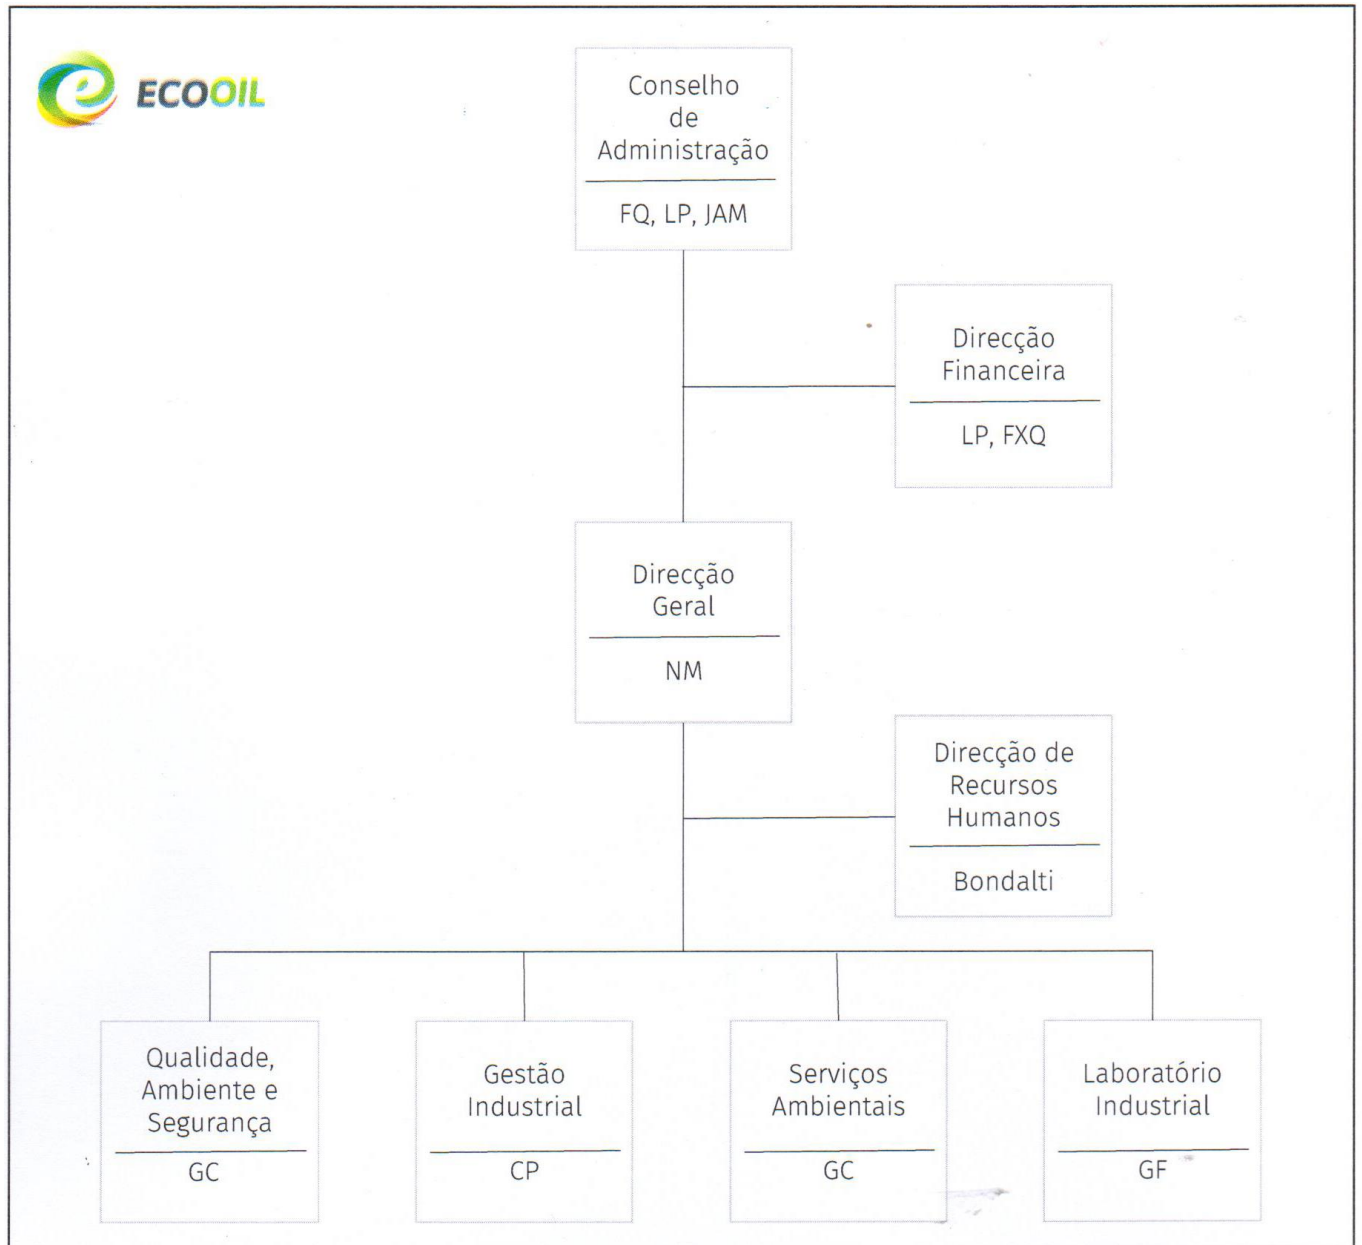 ECOOIL
Conselho
de
Administração
FQ, LP, JAM
Direcção
Financeira
LP, FXQ
Direcção
Geral
NM
Direcção de
Recursos
Humanos
Bondalti
Qualidade,
Ambiente e
Segurança
GC
Gestão
Industrial
CP
Serviços
Ambientais
GC
Laboratório
Industrial
GF